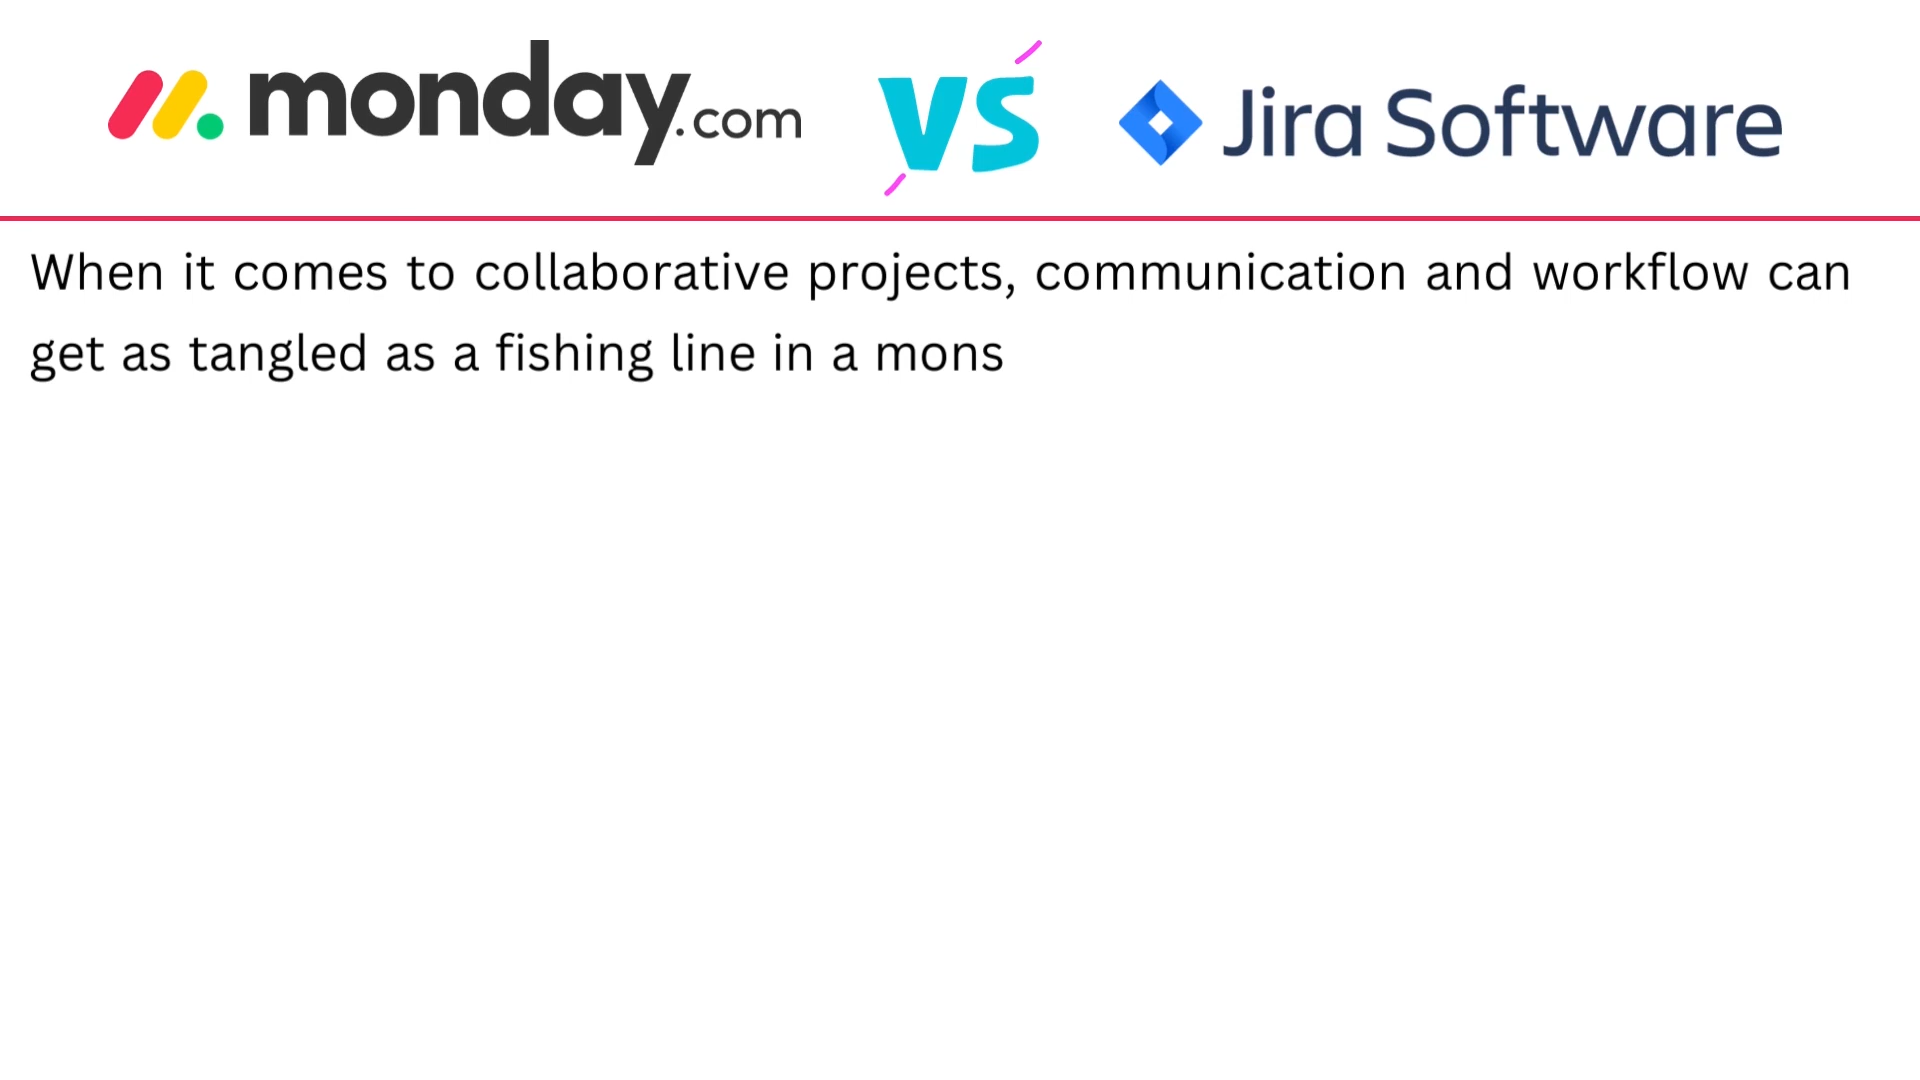 monday.com VS Jira Software
When it comes to collaborative projects, communication and workflow can
get as tangled as a fishing line in a mons